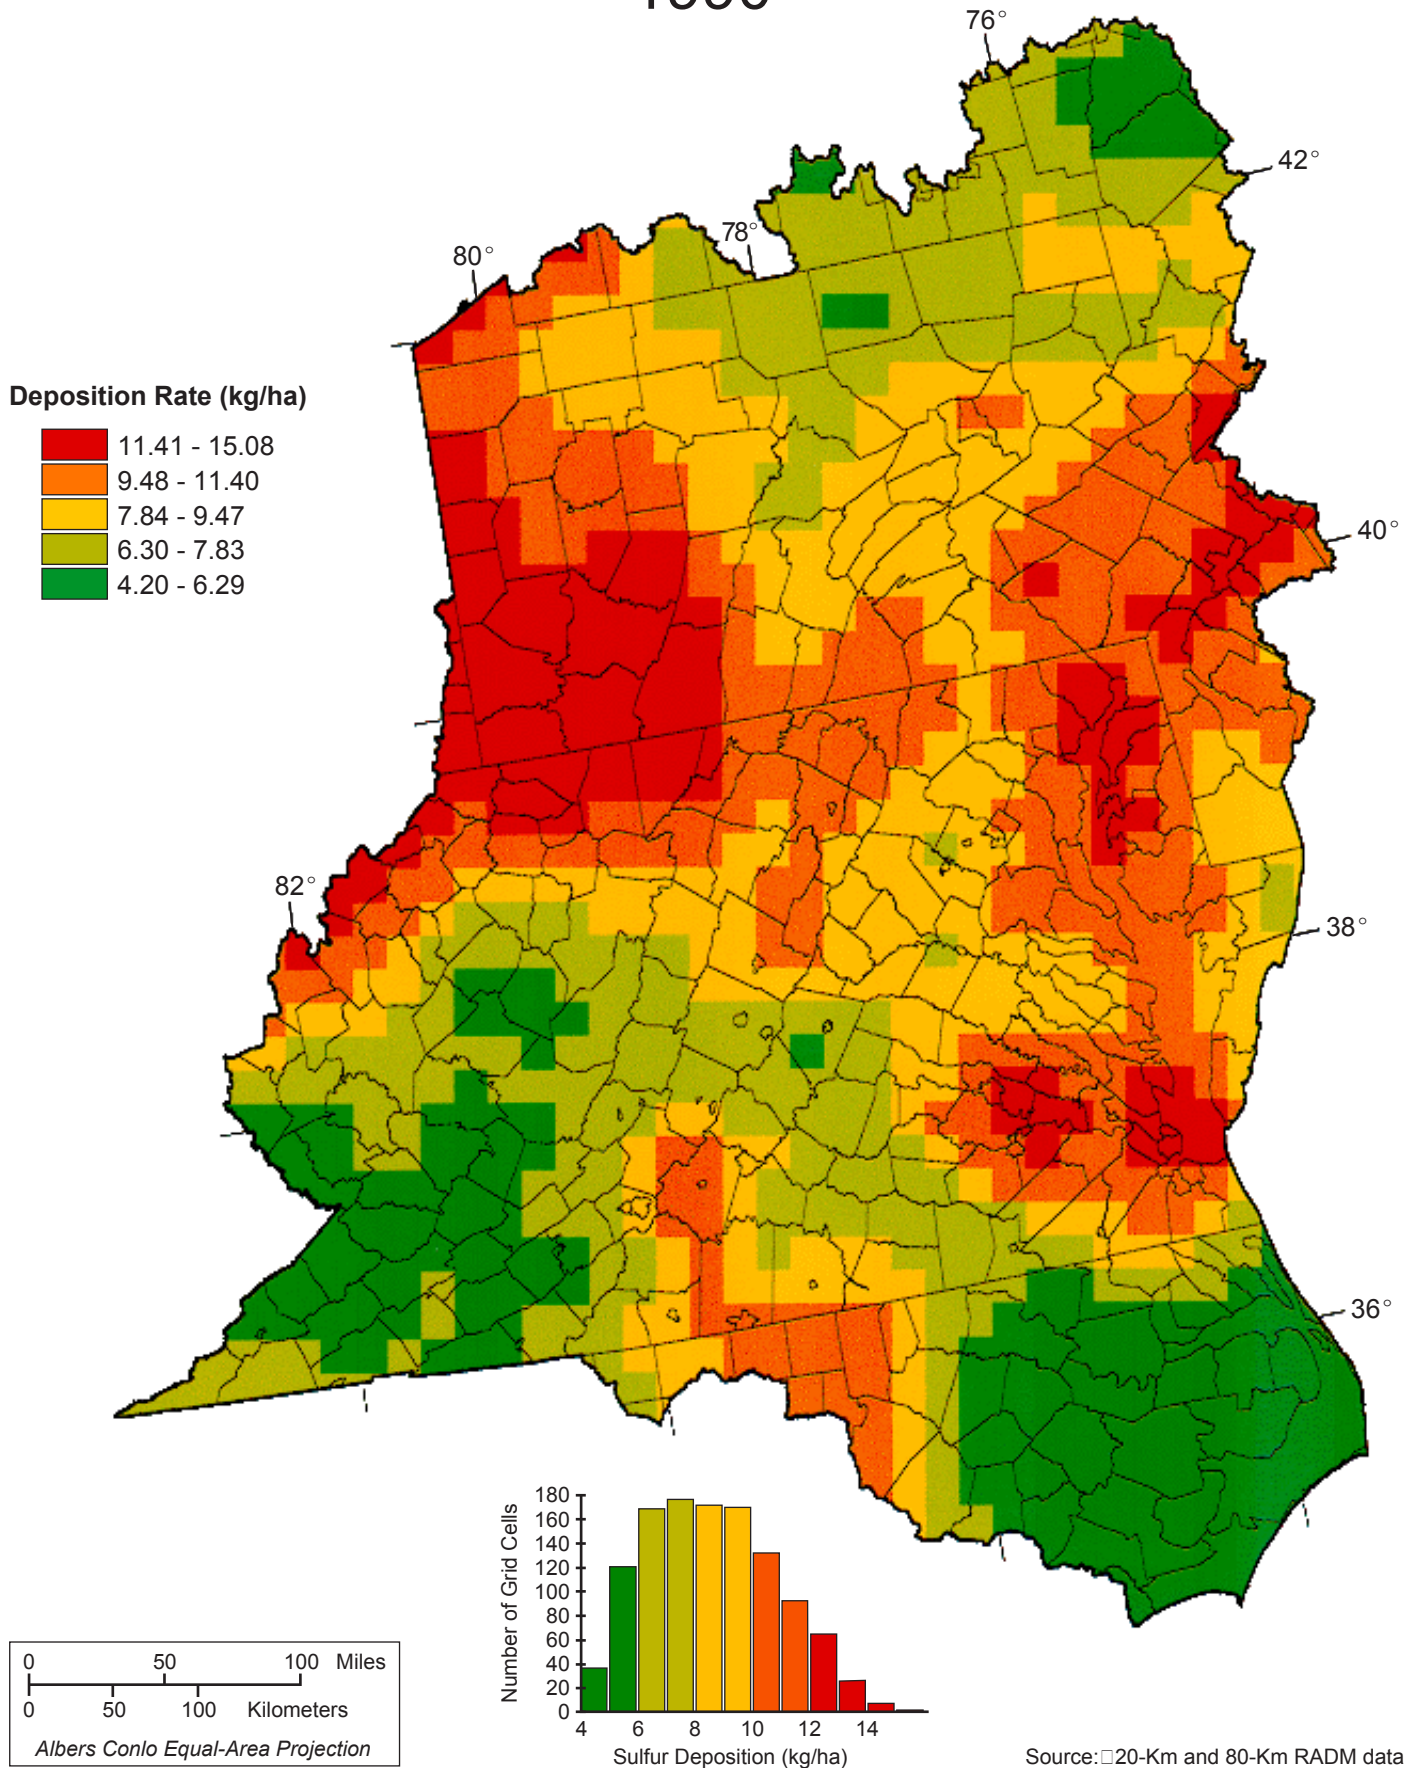 76°
42°
78°
80°
Deposition Rate (kg/ha)
11.41 - 15.08
9.48 - 11.40
7.84 - 9.47
6.30 - 7.83
4.20 - 6.29
40°
82°
38°
36°
180
160
140
120
100
80
60
40
20
0
Number of Grid Cells
4 6 8 10 12 14
Sulfur Deposition (kg/ha)
0 50 100 Miles
0 50 100 Kilometers
Albers Conlo Equal-Area Projection
Source:□20-Km and 80-Km RADM data